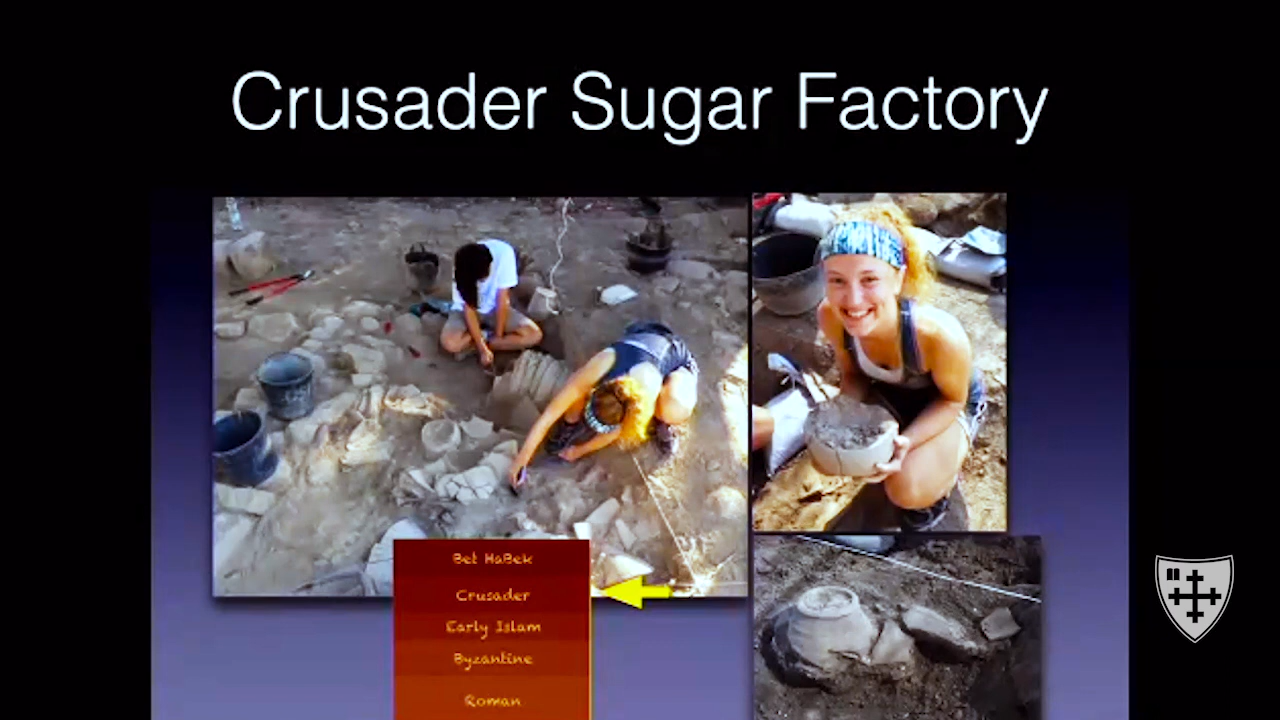 Crusader Sugar Factory
Bet HaBek
Crusader
Early Islam
Byzantine
Roman